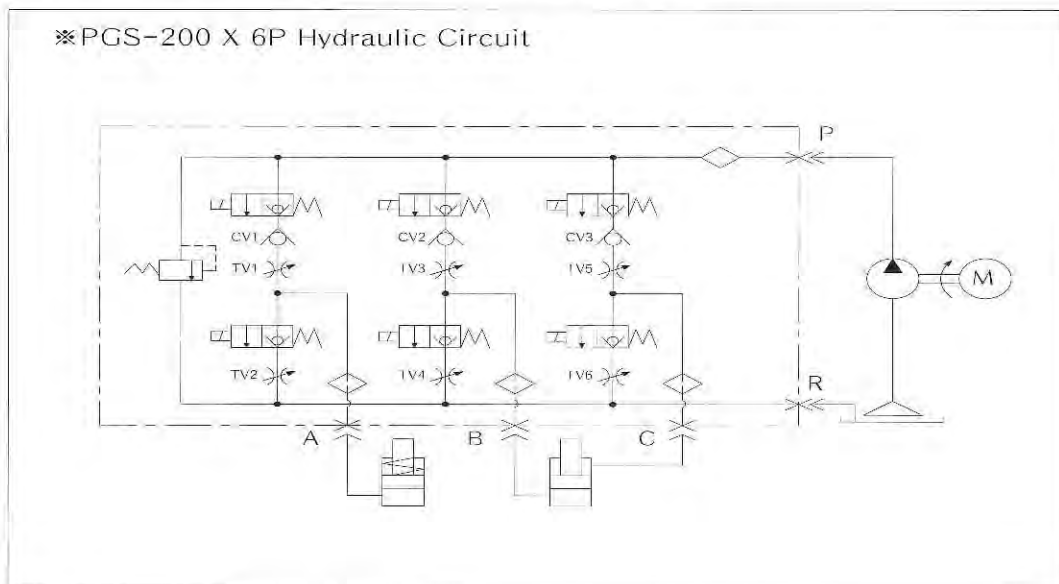 ※PGS-200 X 6P Hydraulic Circuit
P
CV1
CV2
CV3
TV1
TV3
TV5
M
TV2
TV4
TV6
R
A
B
C